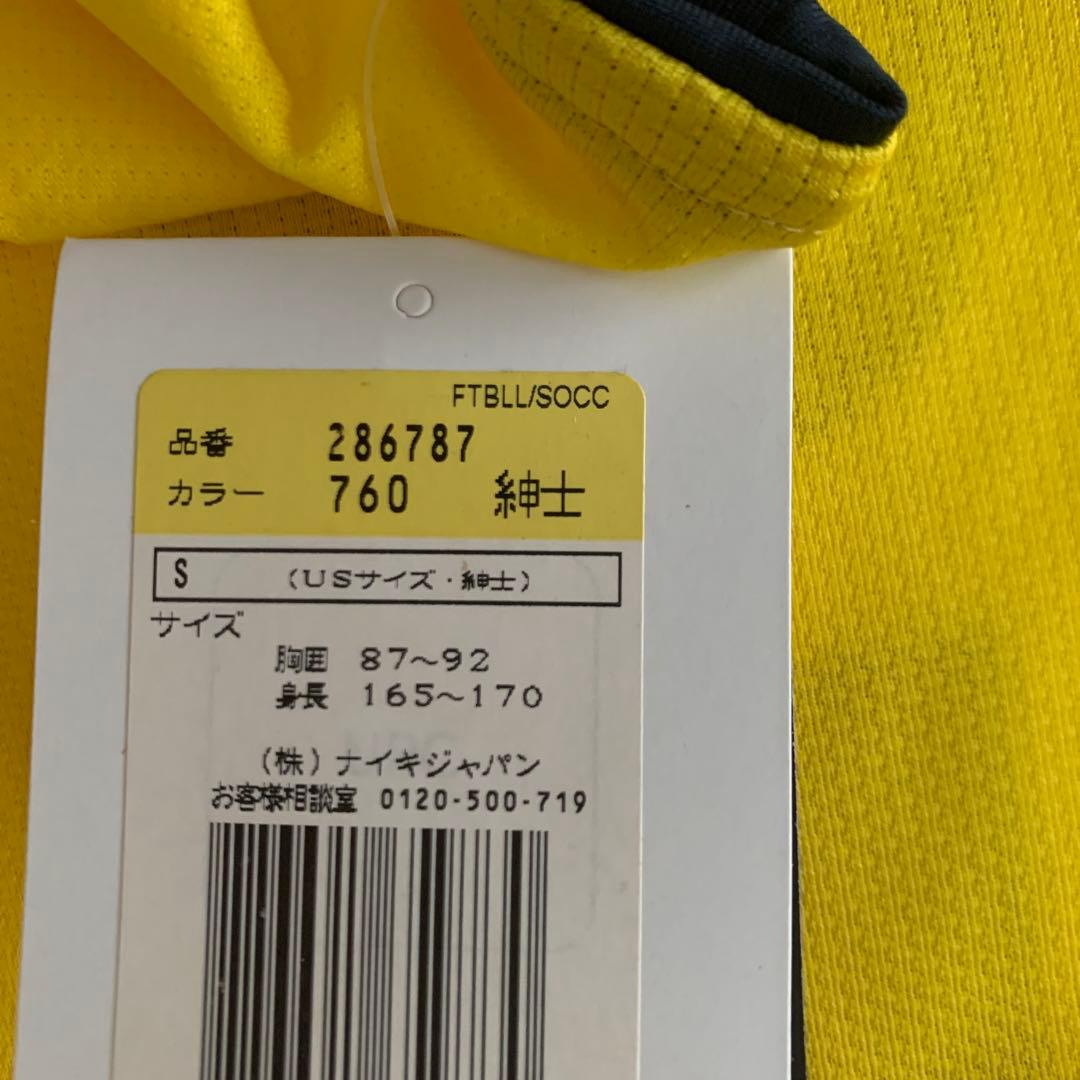 FTBLL/SOCC
品番 286787
カラー 760 紳士
S (USサイズ・紳士)
サイズ
胸囲 87～92
身長 165～170
(株)ナイキジャパン
お客様相談室 0120-500-719